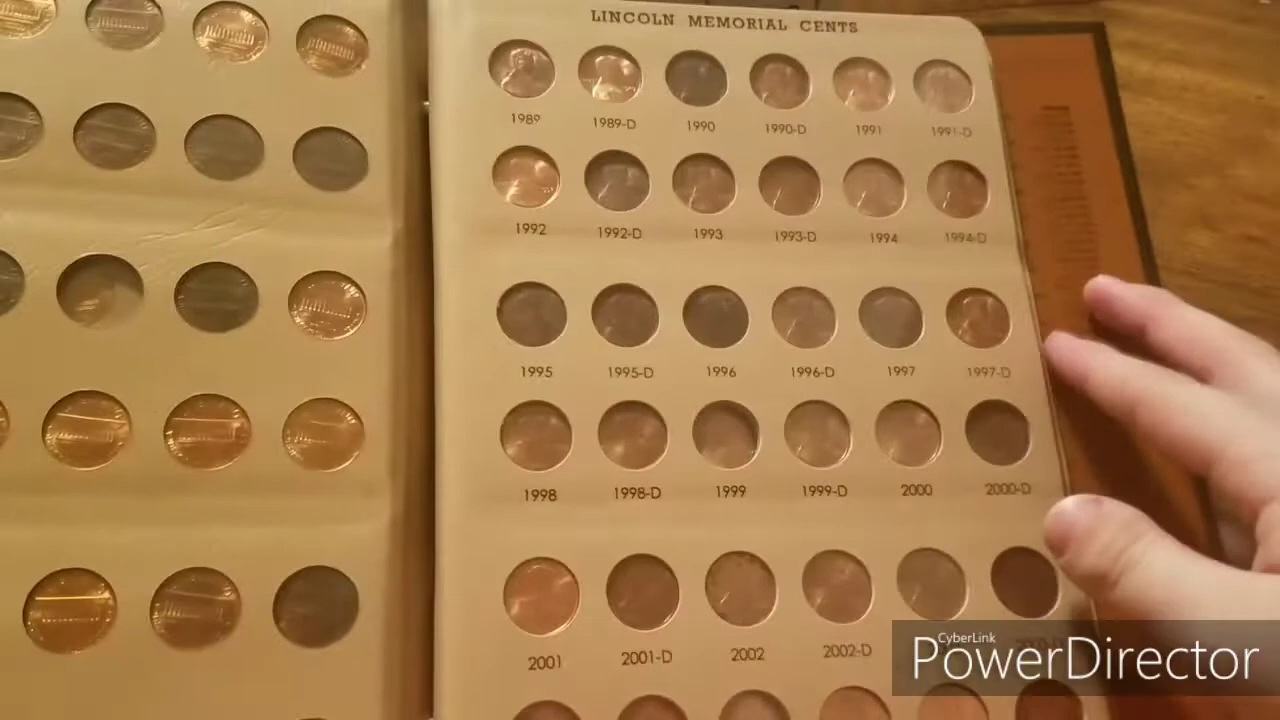 LINCOLN MEMORIAL CENTS
1989 1989-D 1990 1990-D 1991 1991-D
1992 1992-D 1993 1993-D 1994 1994-D
1995 1995-D 1996 1996-D 1997 1997-D
1998 1998-D 1999 1999-D 2000 2000-D
2001 2001-D 2002 2002-D
CyberLink
PowerDirector